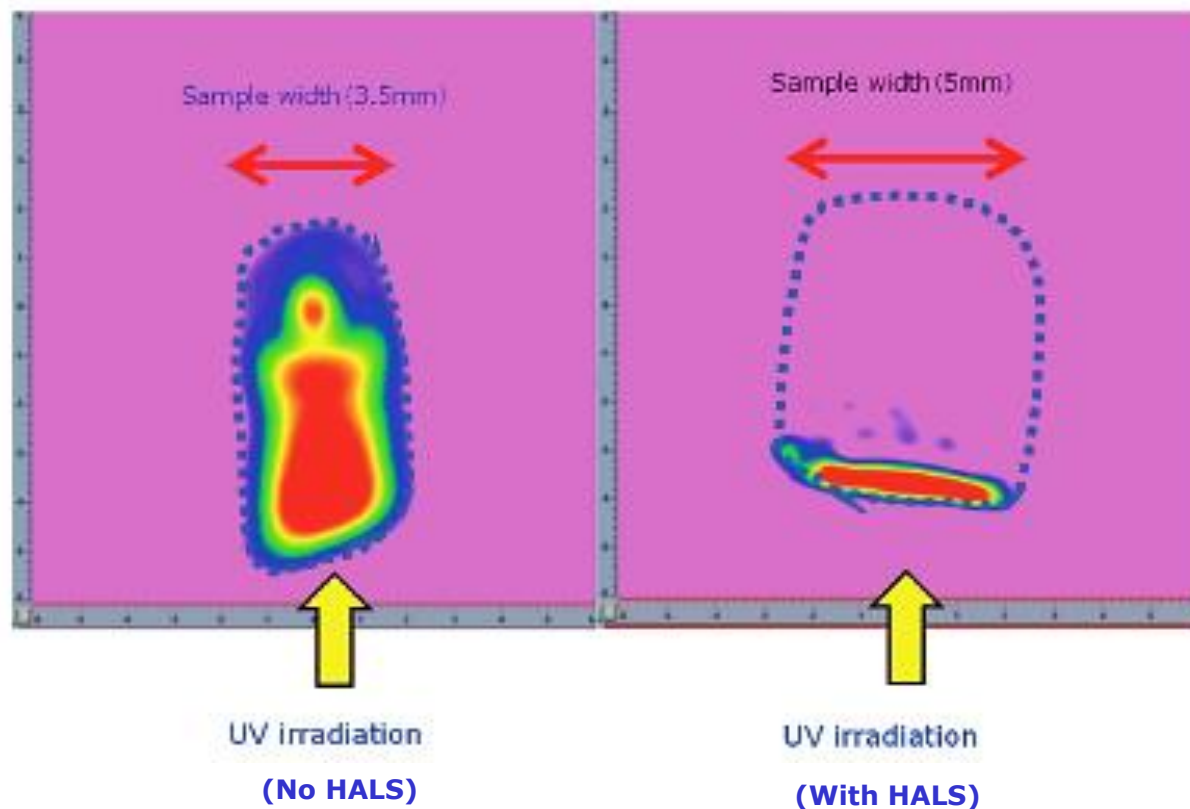 Sample width (3.5mm)
Sample width (5mm)
UV irradiation
UV irradiation
(No HALS)
(With HALS)